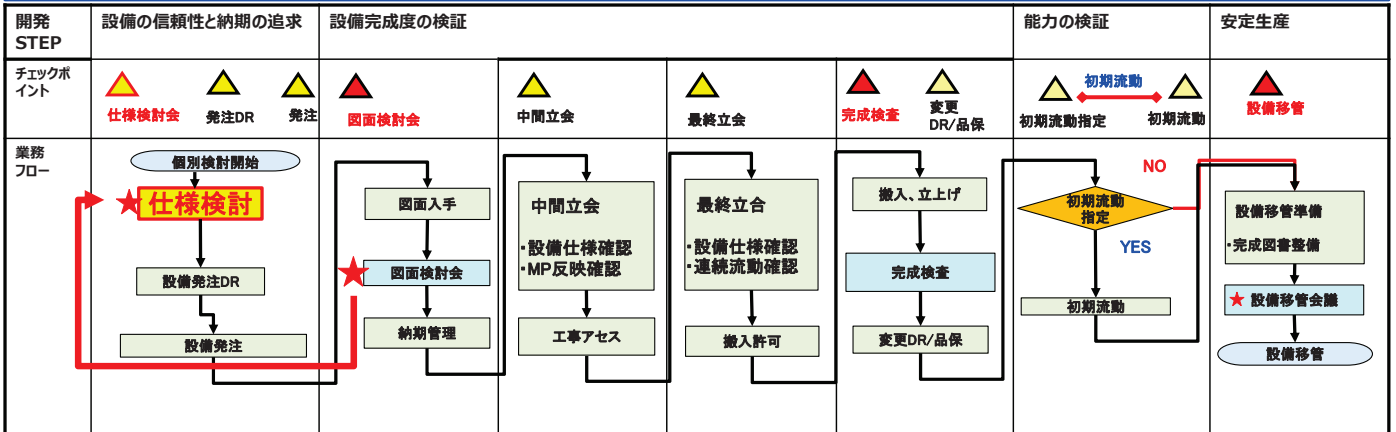 開発
STEP
設備の信頼性と納期の追求
設備完成度の検証
能力の検証
安定生産
チェックポ
イント
仕様検討会
発注DR
発注
図面検討会
中間立会
最終立会
完成検査
変更
DR/品保
初期流動
初期流動指定
初期流動
設備移管
業務
フロー
個別検討開始
仕様検討
設備発注DR
設備発注
図面入手
図面検討会
納期管理
中間立会
・設備仕様確認
・MP反映確認
工事アセス
最終立合
・設備仕様確認
・連続流動確認
搬入許可
搬入、立上げ
完成検査
変更DR/品保
初期流動
指定
NO
YES
初期流動
設備移管準備
・完成図書整備
設備移管会議
設備移管